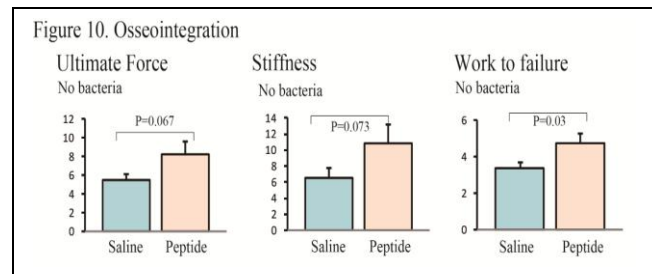 Figure 10. Osseointegration
Ultimate Force
No bacteria
P=0.067
12
10
8
6
4
2
0
Saline Peptide
Stiffness
No bacteria
P=0.073
14
12
10
8
6
4
2
0
Saline Peptide
Work to failure
No bacteria
P=0.03
6
4
2
0
Saline Peptide